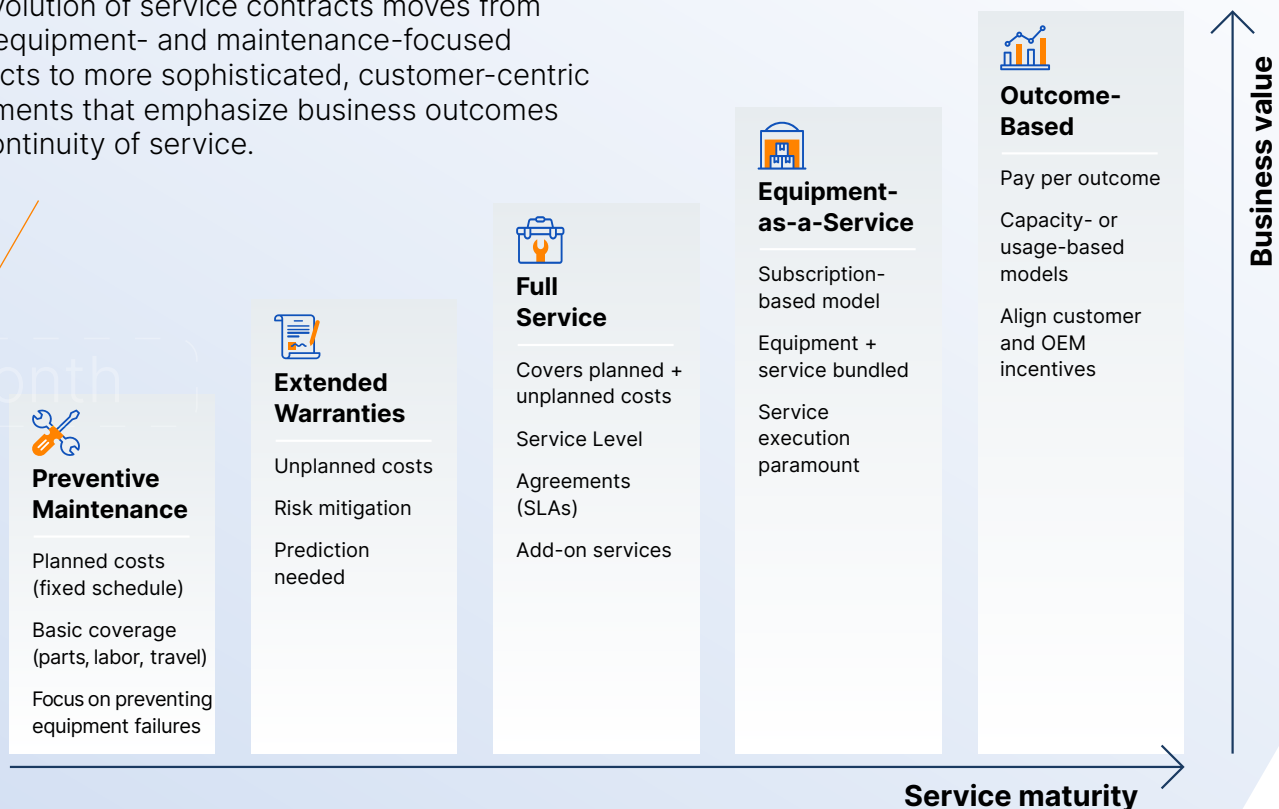 volution of service contracts moves from
equipment- and maintenance-focused
cts to more sophisticated, customer-centric
ments that emphasize business outcomes
ontinuity of service.
onth
Preventive
Maintenance
Planned costs
(fixed schedule)
Basic coverage
(parts, labor, travel)
Focus on preventing
equipment failures
Extended
Warranties
Unplanned costs
Risk mitigation
Prediction
needed
Full
Service
Covers planned +
unplanned costs
Service Level
Agreements
(SLAs)
Add-on services
Equipment-
as-a-Service
Subscription-
based model
Equipment +
service bundled
Service
execution
paramount
Outcome-
Based
Pay per outcome
Capacity- or
usage-based
models
Align customer
and OEM
incentives
Business value
Service maturity